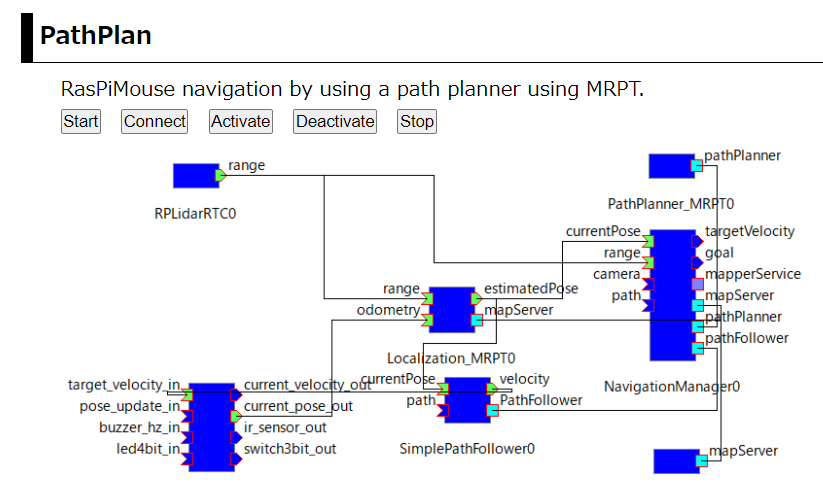 PathPlan
RasPiMouse navigation by using a path planner using MRPT.
Start Connect Activate Deactivate Stop
range
RPLidarRTC0
pathPlanner
PathPlanner_MRPT0
currentPose
range
camera
path
targetVelocity
goal
mapperService
mapServer
pathPlanner
pathFollower
NavigationManager0
range
odometry
estimatedPose
mapServer
Localization_MRPT0
currentPose
path
velocity
PathFollower
SimplePathFollower0
target_velocity_in
pose_update_in
buzzer_hz_in
led4bit_in
current_velocity_out
current_pose_out
ir_sensor_out
switch3bit_out
mapServer